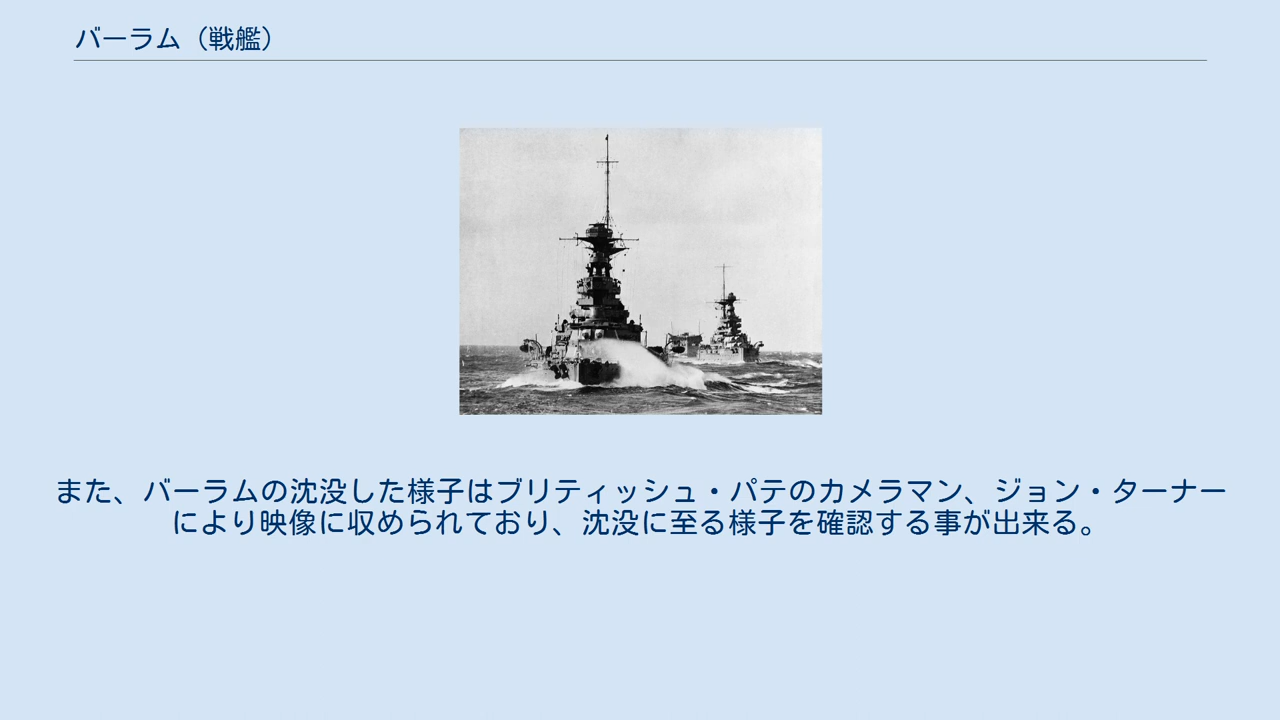 バーラム（戦艦）
また、バーラムの沈没した様子はブリティッシュ・パテのカメラマン、ジョン・ターナー
により映像に収められており、沈没に至る様子を確認する事が出来る。